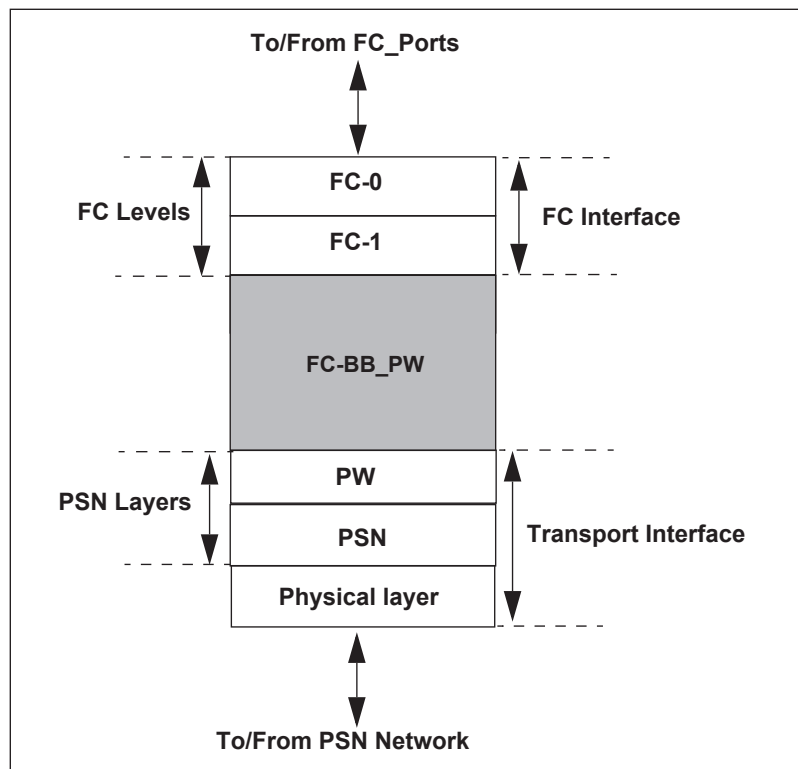 To/From FC_Ports
FC-0
FC Levels
FC Interface
FC-1
FC-BB_PW
PW
PSN Layers
PSN
Transport Interface
Physical layer
To/From PSN Network